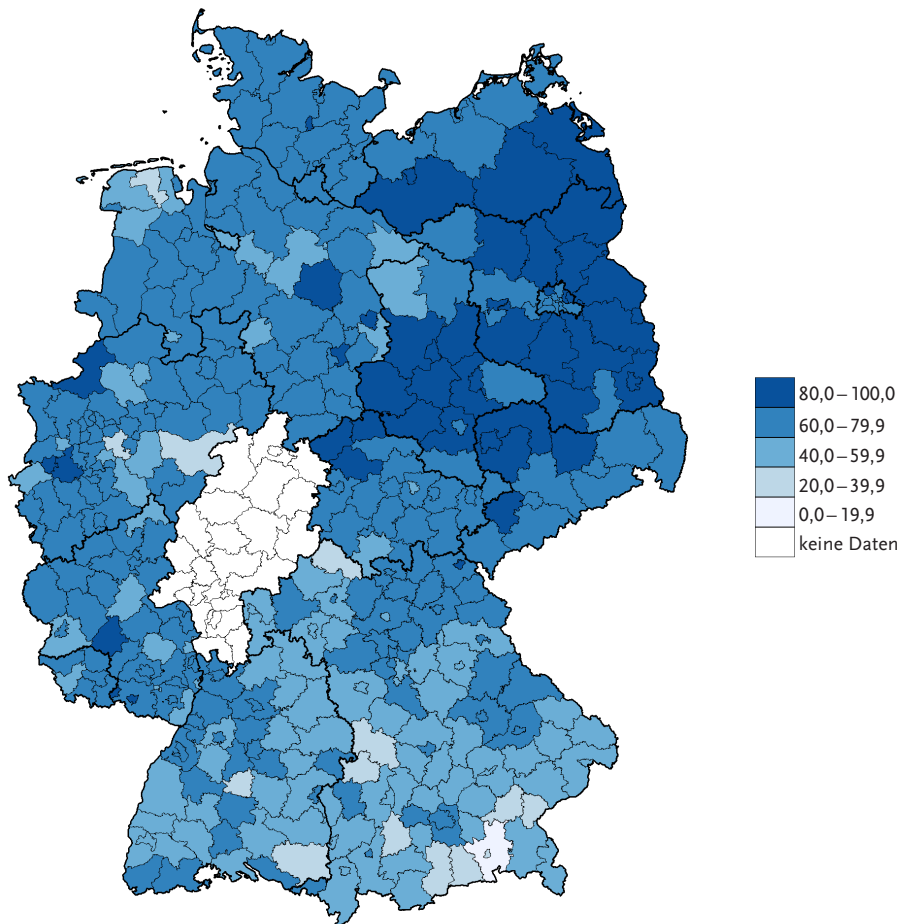 80,0 – 100,0
60,0 – 79,9
40,0 – 59,9
20,0 – 39,9
0,0 – 19,9
keine Daten